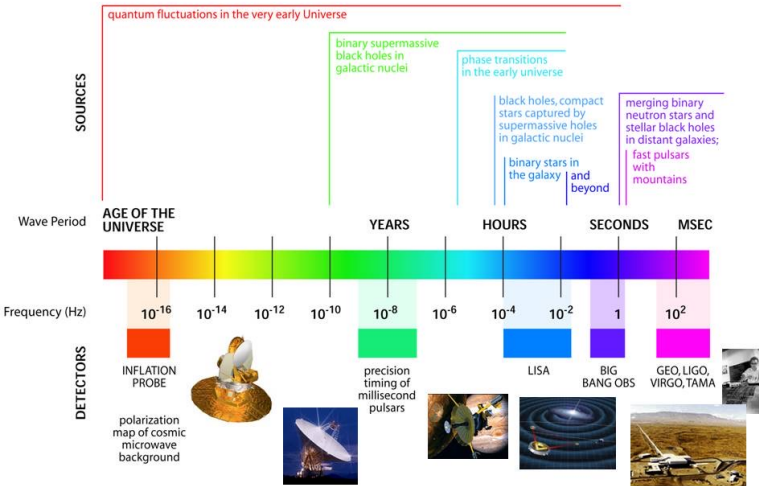 quantum fluctuations in the very early Universe
binary supermassive
black holes in
galactic nuclei
phase transitions
in the early universe
black holes, compact
stars captured by
supermassive holes
in galactic nuclei
merging binary
neutron stars and
stellar black holes
in distant galaxies;
binary stars in
the galaxy
and
beyond
fast pulsars
with
mountains
SOURCES
Wave Period
AGE OF THE
UNIVERSE
YEARS
HOURS
SECONDS
MSEC
Frequency (Hz)
10⁻¹⁶ 10⁻¹⁴ 10⁻¹² 10⁻¹⁰ 10⁻⁸ 10⁻⁶ 10⁻⁴ 10⁻² 1 10²
DETECTORS
INFLATION
PROBE
precision
timing of
millisecond
pulsars
LISA
BIG
BANG OBS
GEO, LIGO,
VIRGO, TAMA
polarization
map of cosmic
microwave
background